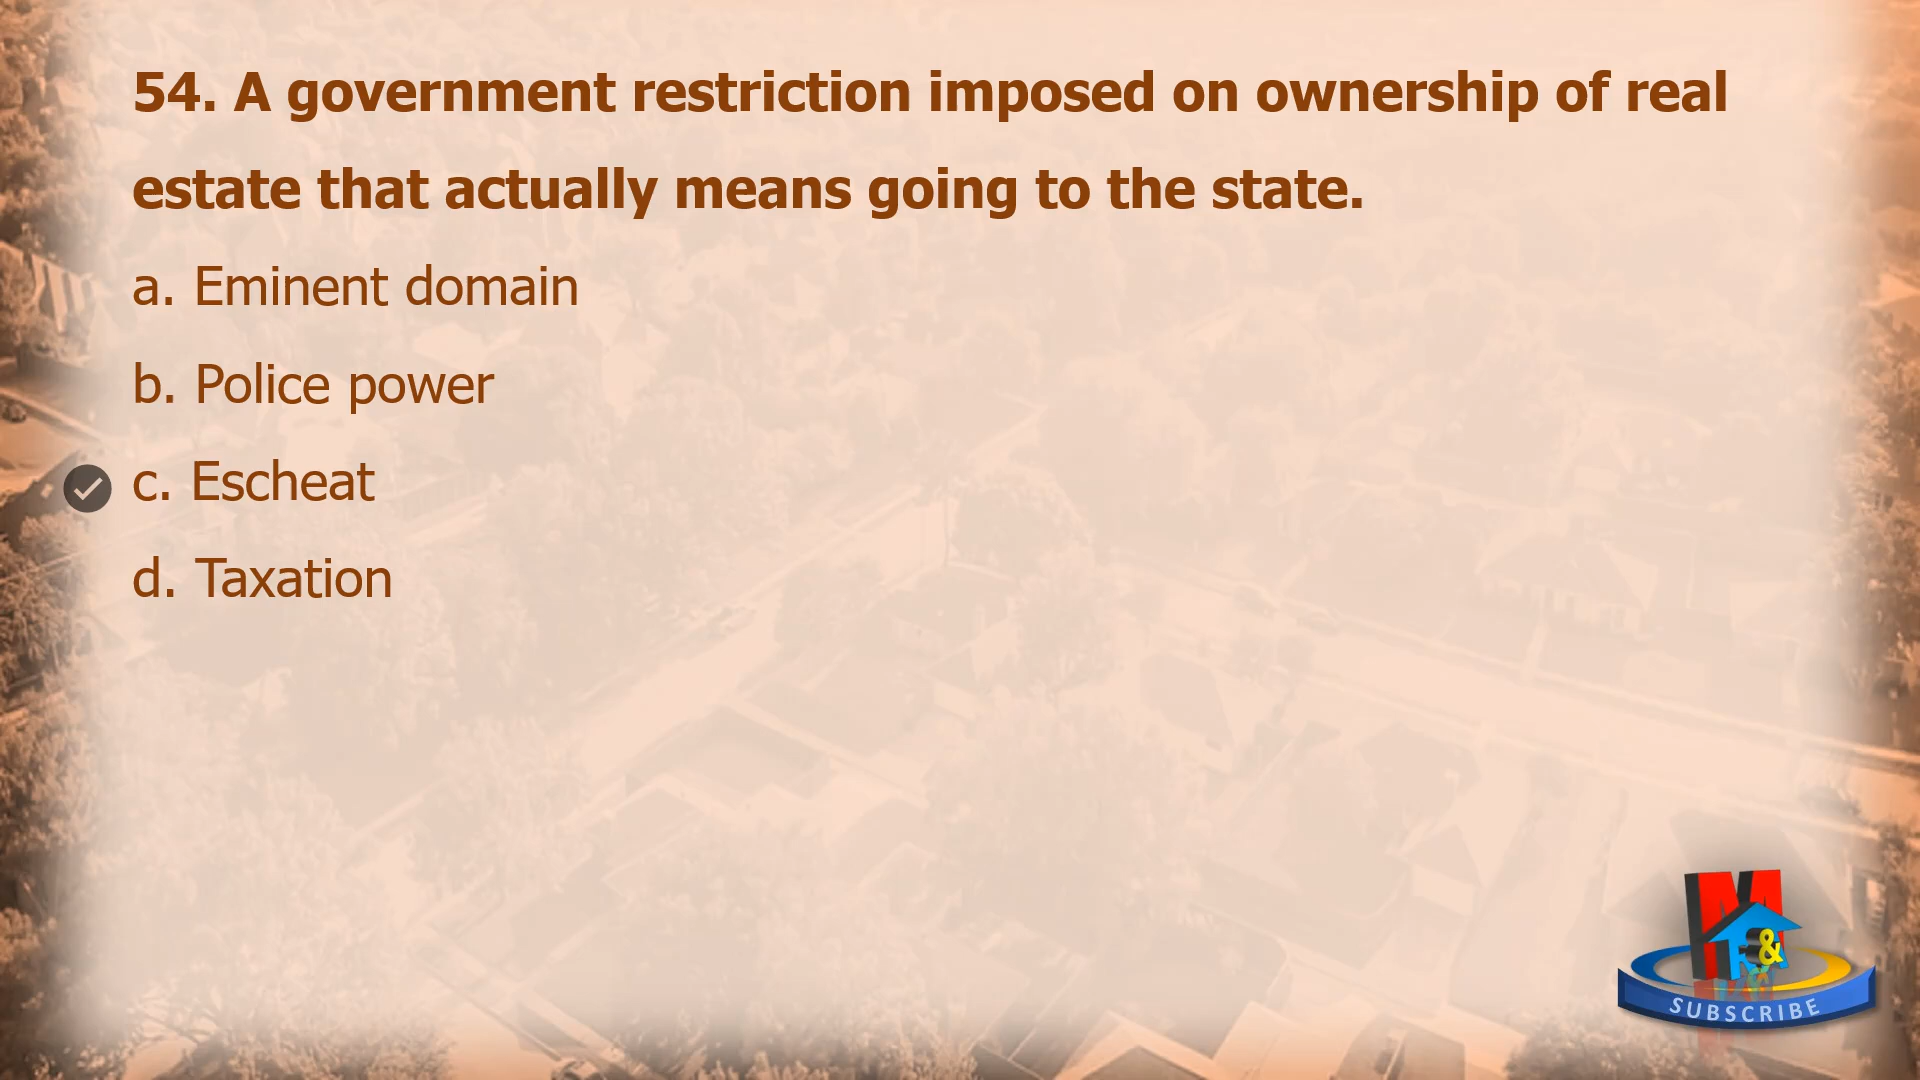 54. A government restriction imposed on ownership of real
estate that actually means going to the state.
a. Eminent domain
b. Police power
c. Escheat
d. Taxation
M
&
SUBSCRIBE